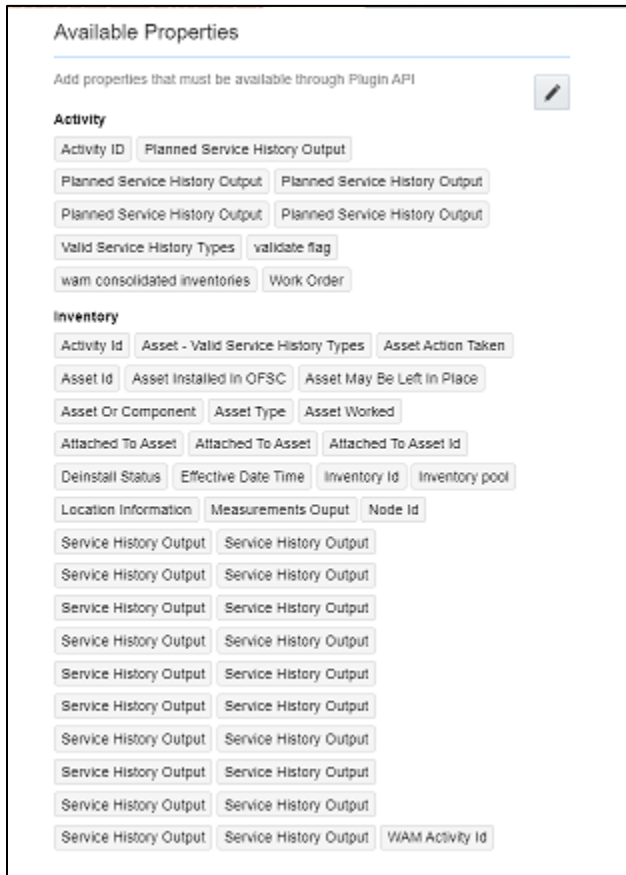 Available Properties
Add properties that must be available through Plugin API
Activity
Activity ID Planned Service History Output
Planned Service History Output Planned Service History Output
Planned Service History Output Planned Service History Output
Valid Service History Types validate flag
wam consolidated inventories Work Order
Inventory
Activity Id Asset - Valid Service History Types Asset Action Taken
Asset Id Asset Installed In OFSC Asset May Be Left In Place
Asset Or Component Asset Type Asset Worked
Attached To Asset Attached To Asset Attached To Asset Id
Deinstall Status Effective Date Time Inventory Id Inventory pool
Location Information Measurements Ouput Node Id
Service History Output Service History Output
Service History Output Service History Output
Service History Output Service History Output
Service History Output Service History Output
Service History Output Service History Output
Service History Output Service History Output
Service History Output Service History Output
Service History Output Service History Output
Service History Output Service History Output
Service History Output Service History Output WAM Activity Id